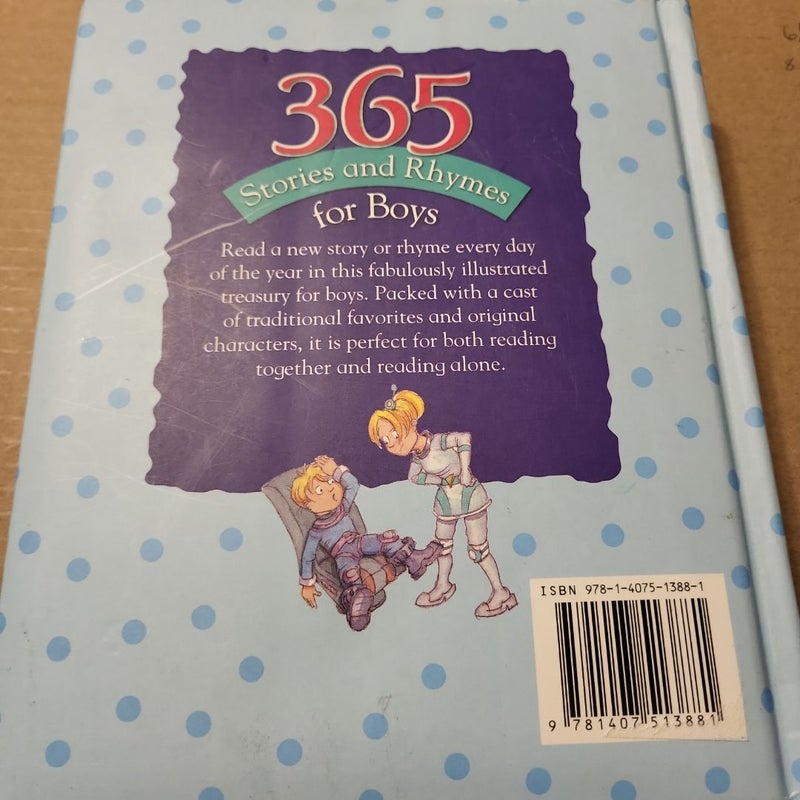 365
Stories and Rhymes
for Boys
Read a new story or rhyme every day
of the year in this fabulously illustrated
treasury for boys. Packed with a cast
of traditional favorites and original
characters, it is perfect for both reading
together and reading alone.
ISBN 978-1-4075-1388-1
9 781407 513881